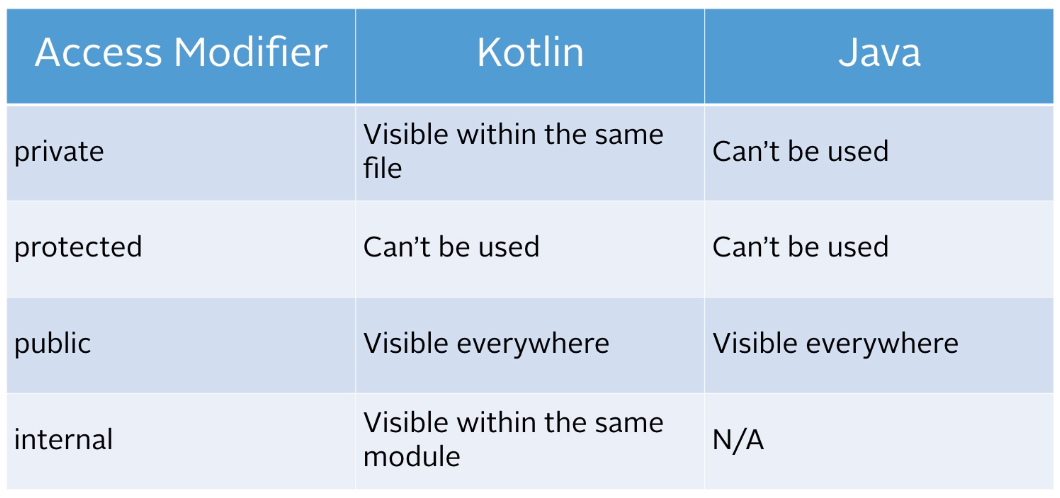 Access Modifier
Kotlin
Java
private
Visible within the same
file
Can’t be used
protected
Can’t be used
Can’t be used
public
Visible everywhere
Visible everywhere
internal
Visible within the same
module
N/A